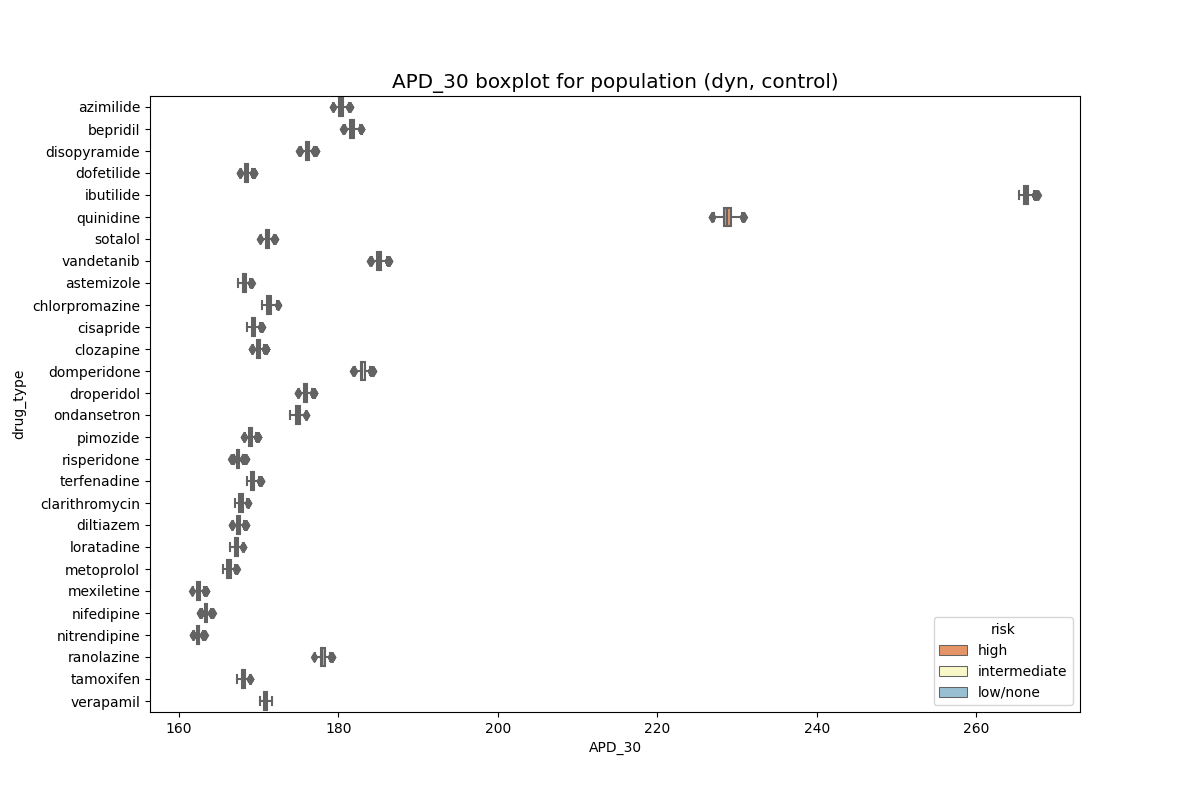 APD_30 boxplot for population (dyn, control)
drug_type
azimilide
bepridil
disopyramide
dofetilide
ibutilide
quinidine
sotalol
vandetanib
astemizole
chlorpromazine
cisapride
clozapine
domperidone
droperidol
ondansetron
pimozide
risperidone
terfenadine
clarithromycin
diltiazem
loratadine
metoprolol
mexiletine
nifedipine
nitrendipine
ranolazine
tamoxifen
verapamil
risk
high
intermediate
low/none
160 180 200 220 240 260
APD_30